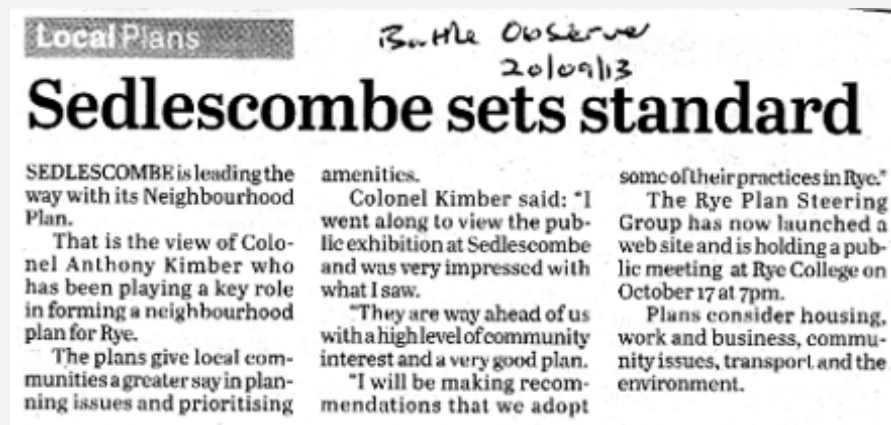 Local Plans
Battle Observer
20/09/13
Sedlescombe sets standard
SEDLESCOMBE is leading the
way with its Neighbourhood
Plan.
That is the view of Colo-
nel Anthony Kimber who
has been playing a key role
in forming a neighbourhood
plan for Rye.
The plans give local com-
munities a greater say in plan-
ning issues and prioritising
amenities.
Colonel Kimber said: "I
went along to view the pub-
lic exhibition at Sedlescombe
and was very impressed with
what I saw.
"They are way ahead of us
with a high level of community
interest and a very good plan.
"I will be making recom-
mendations that we adopt
some of their practices in Rye."
The Rye Plan Steering
Group has now launched a
web site and is holding a pub-
lic meeting at Rye College on
October 17 at 7pm.
Plans consider housing,
work and business, commu-
nity issues, transport and the
environment.